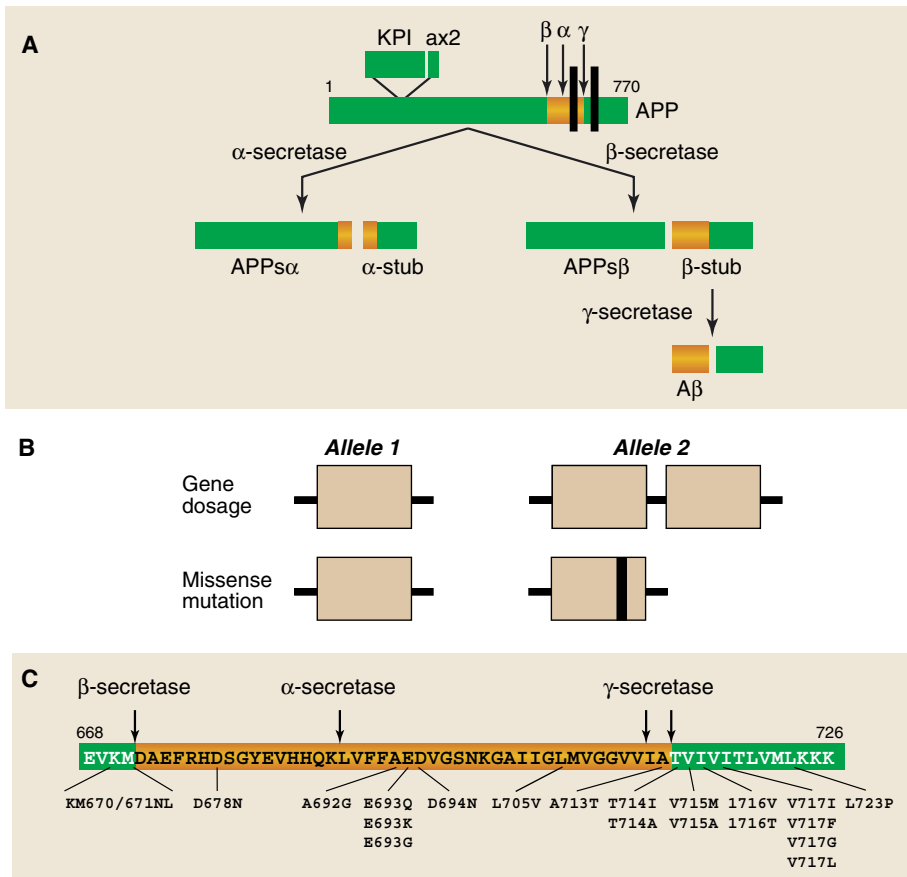 A
KPI ax2
β α γ
1
770
APP
α-secretase
β-secretase
APPsα
α-stub
APPsβ
β-stub
γ-secretase
Aβ
B
Allele 1
Allele 2
Gene
dosage
Missense
mutation
C
β-secretase
α-secretase
γ-secretase
668
726
EVKMDAEFRHDSGYEVHHQKLVFFAEDVGSNKGAIIGLMVGGVVIATVIVITLVMLKKK
KM670/671NL D678N A692G E693Q D694N L705V A713T T714I V715M 1716V V717I L723P
E693K T714A V715A 1716T V717F
E693G V717G
V717L